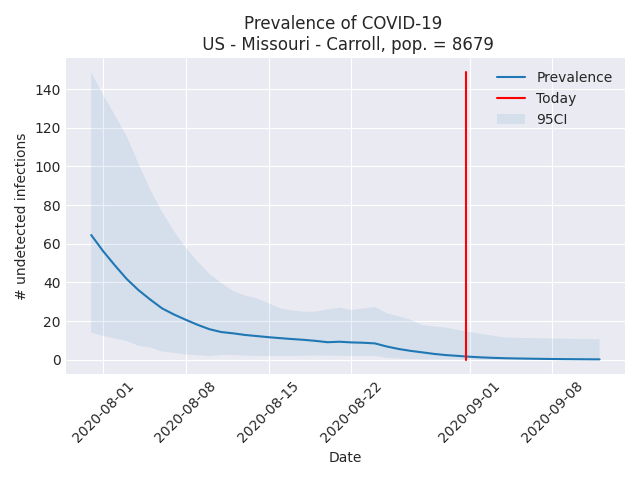 Prevalence of COVID-19
US - Missouri - Carroll, pop. = 8679
Prevalence
Today
95CI
# undetected infections
140
120
100
80
60
40
20
0
2020-08-01
2020-08-08
2020-08-15
2020-08-22
2020-09-01
2020-09-08
Date